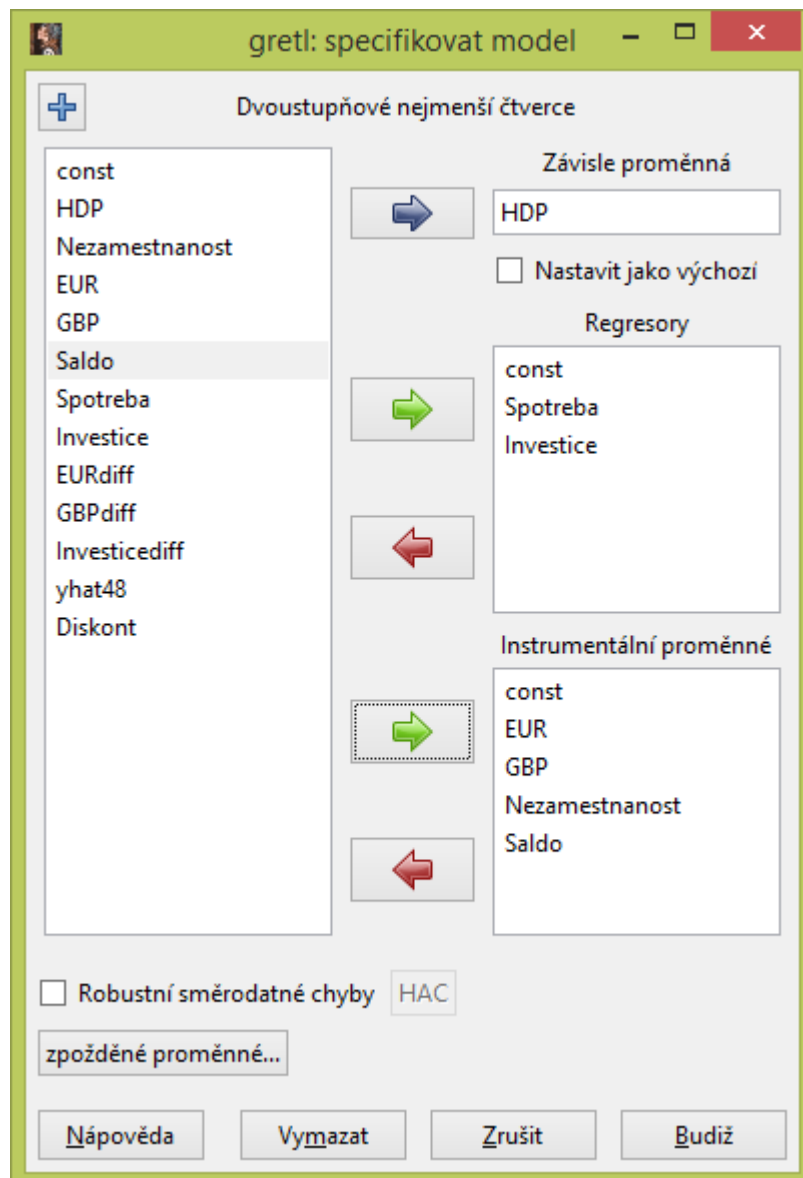 gretl: specifikovat model
Dvoustupňové nejmenší čtverce
const
HDP
Nezamestnanost
EUR
GBP
Saldo
Spotreba
Investice
EURdiff
GBPdiff
Investicediff
yhat48
Diskont
Závisle proměnná
HDP
Nastavit jako výchozí
Regresory
const
Spotreba
Investice
Instrumentální proměnné
const
EUR
GBP
Nezamestnanost
Saldo
Robustní směrodatné chyby HAC
zpožděné proměnné...
Nápověda Vymazat Zrušit Budiž